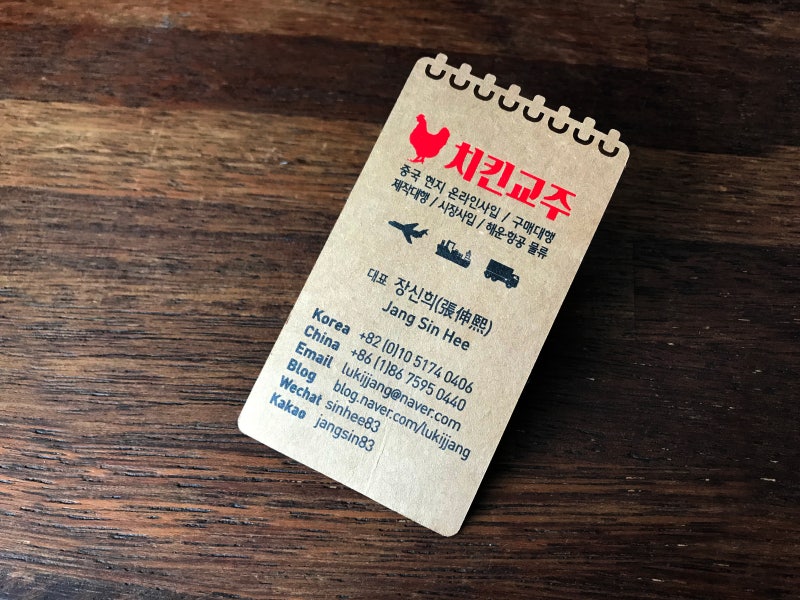 치킨교주
중국 현지 온라인사입 / 구매대행
제작대행 / 시장사입 / 해운·항공 물류
대표 장신희(張伸熙)
Jang Sin Hee
Korea +82 (0)10 5174 0406
China +86 (1)86 7595 0440
Email lukijjang@naver.com
Blog blog.naver.com/lukijjang
Wechat sinhee83
Kakao jangsin83